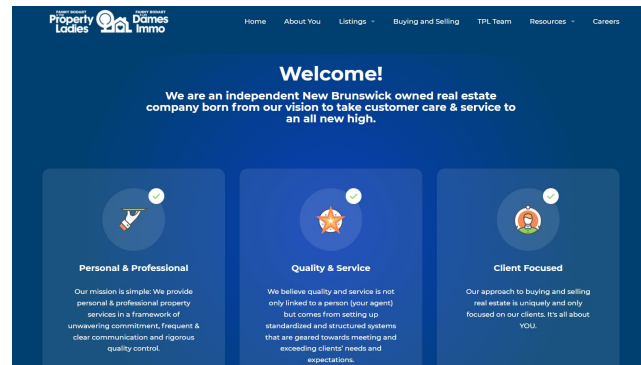 FANNY BODART
Property
Ladies
FANNY BODART
Dames
Immo
Home About You Listings Buying and Selling TPL Team Resources Careers
Welcome!
We are an independent New Brunswick owned real estate
company born from our vision to take customer care & service to
an all new high.
Personal & Professional
Our mission is simple: We provide
personal & professional property
services in a framework of
unwavering commitment, frequent &
clear communication and rigorous
quality control.
Quality & Service
We believe quality and service is not
only linked to a person (your agent)
but comes from setting up
standardized and structured systems
that are geared towards meeting and
exceeding clients' needs and
expectations.
Client Focused
Our approach to buying and selling
real estate is uniquely and only
focused on our clients. It's all about
YOU.